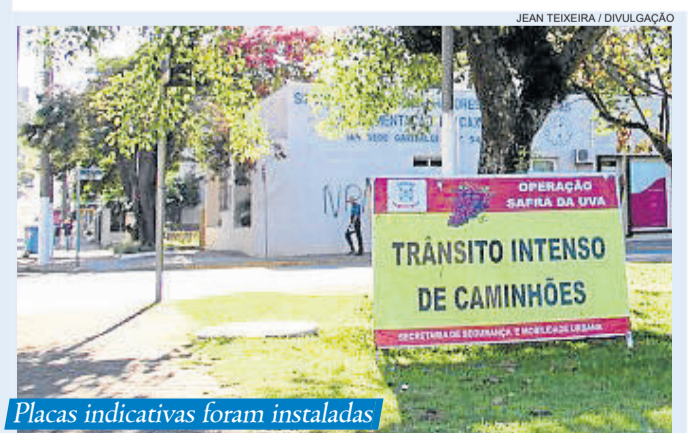 JEAN TEIXEIRA / DIVULGAÇÃO
OPERAÇÃO
SAFRA DA UVA
TRÂNSITO INTENSO
DE CAMINHÕES
SECRETARIA DE SEGURANÇA E MOBILIDADE URBANA
Placas indicativas foram instaladas